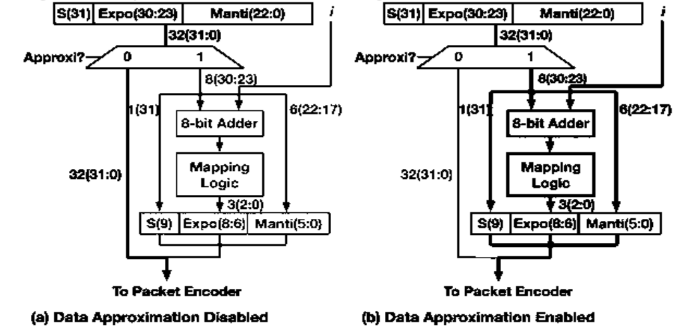 S(31) Expo(30:23) Manti(22:0)
32(31:0)
Approxi? 0 1
i
8(30:23)
1(31)
6(22:17)
8-bit Adder
Mapping
Logic
32(31:0)
3(2:0)
S(9) Expo(8:6) Manti(5:0)
To Packet Encoder
(a) Data Approximation Disabled
S(31) Expo(30:23) Manti(22:0)
32(31:0)
Approxi? 0 1
i
8(30:23)
1(31)
6(22:17)
8-bit Adder
Mapping
Logic
32(31:0)
3(2:0)
S(9) Expo(8:6) Manti(5:0)
To Packet Encoder
(b) Data Approximation Enabled